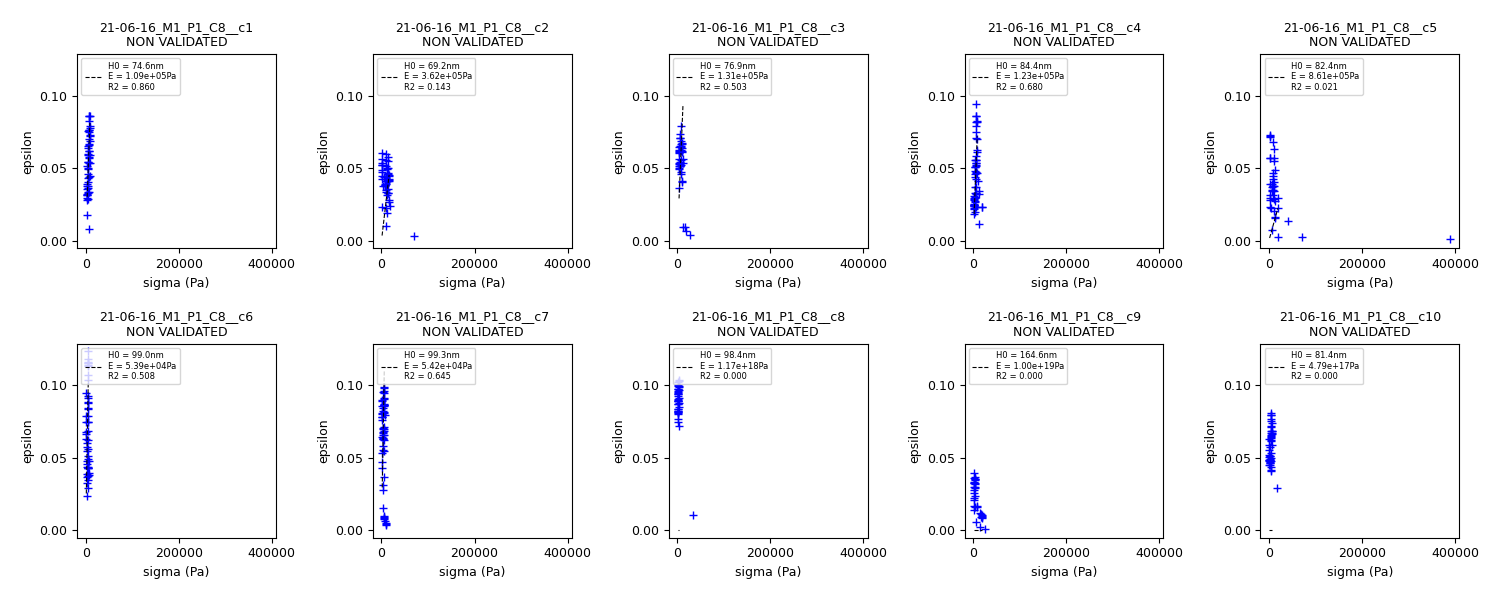 21-06-16_M1_P1_C8__c1
NON VALIDATED
H0 = 74.6nm
E = 1.09e+05Pa
R2 = 0.860
epsilon
0.10
0.05
0.00
0
200000
400000
sigma (Pa)
21-06-16_M1_P1_C8__c2
NON VALIDATED
H0 = 69.2nm
E = 3.62e+05Pa
R2 = 0.143
epsilon
0.10
0.05
0.00
0
200000
400000
sigma (Pa)
21-06-16_M1_P1_C8__c3
NON VALIDATED
H0 = 76.9nm
E = 1.31e+05Pa
R2 = 0.503
epsilon
0.10
0.05
0.00
0
200000
400000
sigma (Pa)
21-06-16_M1_P1_C8__c4
NON VALIDATED
H0 = 84.4nm
E = 1.23e+05Pa
R2 = 0.680
epsilon
0.10
0.05
0.00
0
200000
400000
sigma (Pa)
21-06-16_M1_P1_C8__c5
NON VALIDATED
H0 = 82.4nm
E = 8.61e+05Pa
R2 = 0.021
epsilon
0.10
0.05
0.00
0
200000
400000
sigma (Pa)
21-06-16_M1_P1_C8__c6
NON VALIDATED
H0 = 99.0nm
E = 5.39e+04Pa
R2 = 0.508
epsilon
0.10
0.05
0.00
0
200000
400000
sigma (Pa)
21-06-16_M1_P1_C8__c7
NON VALIDATED
H0 = 99.3nm
E = 5.42e+04Pa
R2 = 0.645
epsilon
0.10
0.05
0.00
0
200000
400000
sigma (Pa)
21-06-16_M1_P1_C8__c8
NON VALIDATED
H0 = 98.4nm
E = 1.17e+18Pa
R2 = 0.000
epsilon
0.10
0.05
0.00
0
200000
400000
sigma (Pa)
21-06-16_M1_P1_C8__c9
NON VALIDATED
H0 = 164.6nm
E = 1.00e+19Pa
R2 = 0.000
epsilon
0.10
0.05
0.00
0
200000
400000
sigma (Pa)
21-06-16_M1_P1_C8__c10
NON VALIDATED
H0 = 81.4nm
E = 4.79e+17Pa
R2 = 0.000
epsilon
0.10
0.05
0.00
0
200000
400000
sigma (Pa)